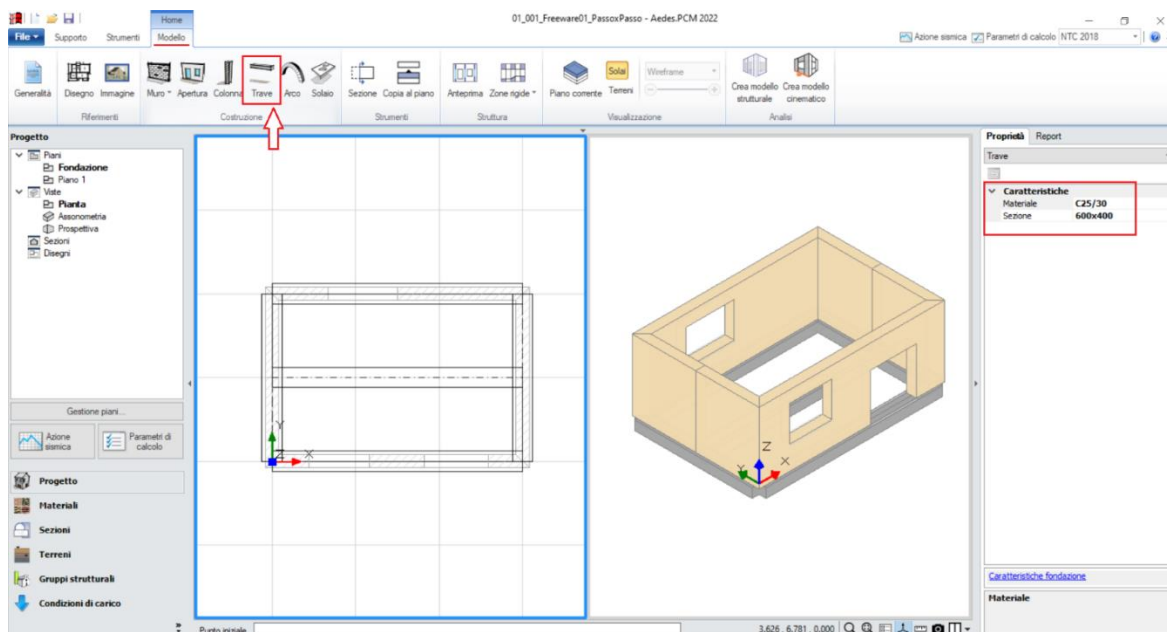 Home
01_001_Freeware01_PassoxPasso - Aedes.PCM 2022
File Supporto Strumenti Modello
Azione sismica Parametri di calcolo NTC 2018
Generalità Disegno Immagine Muro Apertura Colonna Trave Arco Solaio Sezione Copia al piano Anteprima Zone rigide Piano corrente Solai Terreni Wireframe Crea modello strutturale Crea modello cinematico
Riferimenti Costruzione Strumenti Struttura Visualizzazione Analisi
Progetto
Piani
Fondazione
Piano 1
Viste
Pianta
Assonometria
Prospettiva
Sezioni
Disegni
Gestione piani...
Azione sismica
Parametri di calcolo
Progetto
Materiali
Sezioni
Terreni
Gruppi strutturali
Condizioni di carico
Y
Z X
Z
Y X
Proprietà Report
Trave
Caratteristiche
Materiale C25/30
Sezione 600x400
Caratteristiche fondazione
Materiale
Punto iniziale
3.626 , 6.781 , 0.000